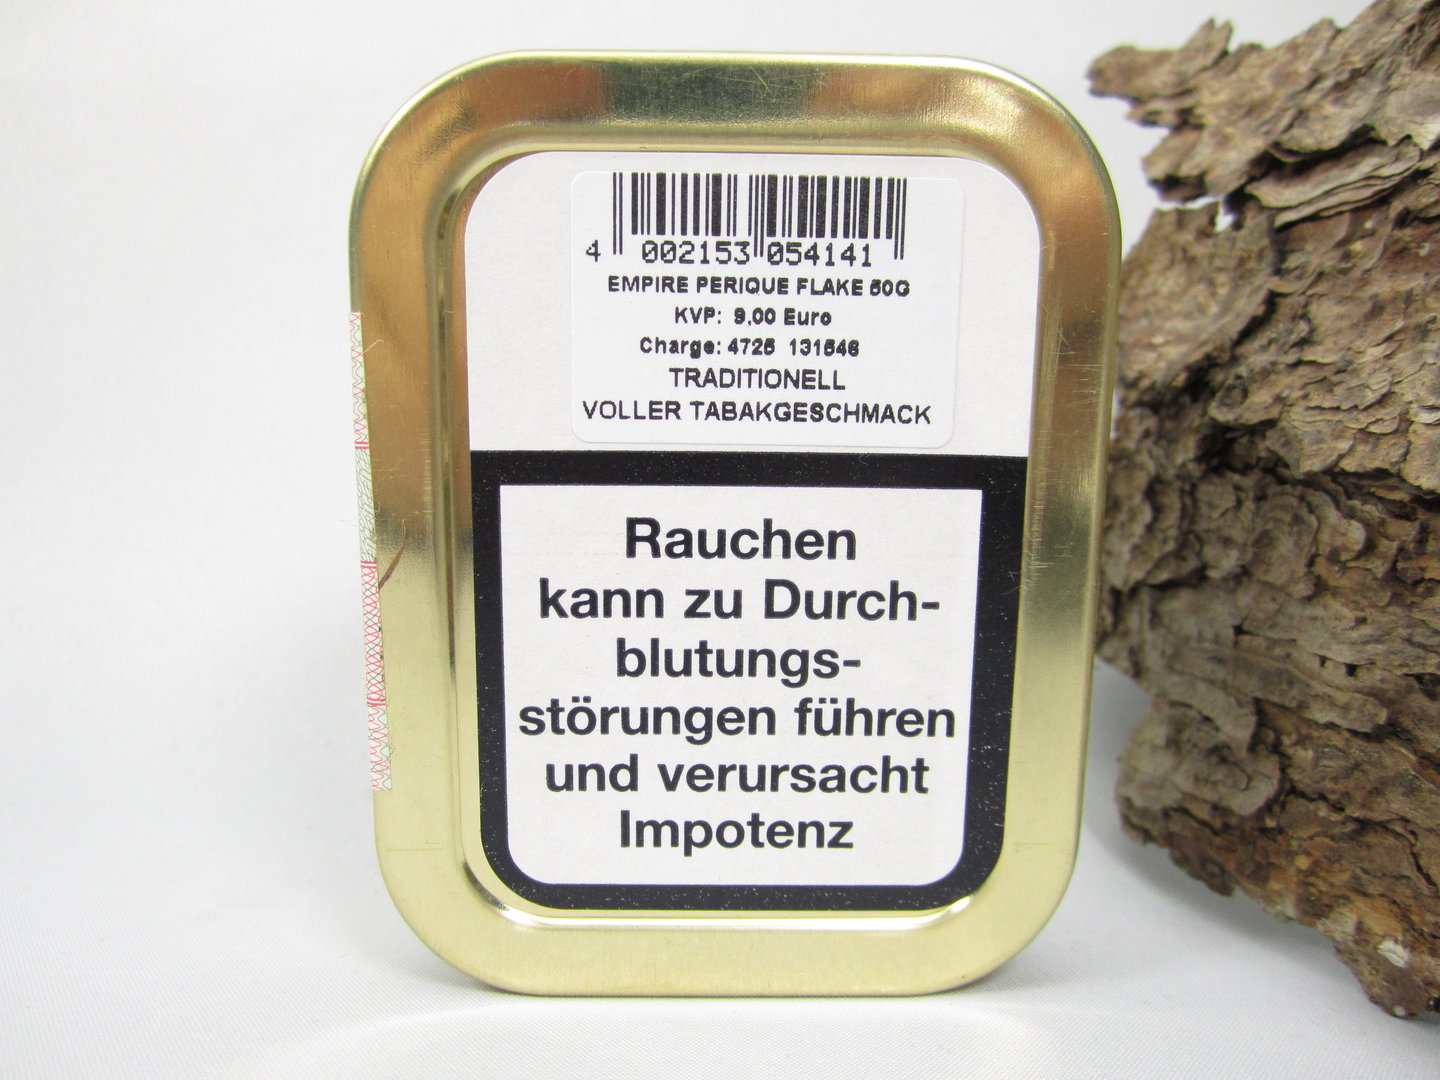 4 002153 054141
EMPIRE PERIQUE FLAKE 50G
KVP: 9,00 Euro
Charge: 4725 131546
TRADITIONELL
VOLLER TABAKGESCHMACK
Rauchen
kann zu Durch-
blutungs-
störungen führen
und verursacht
Impotenz